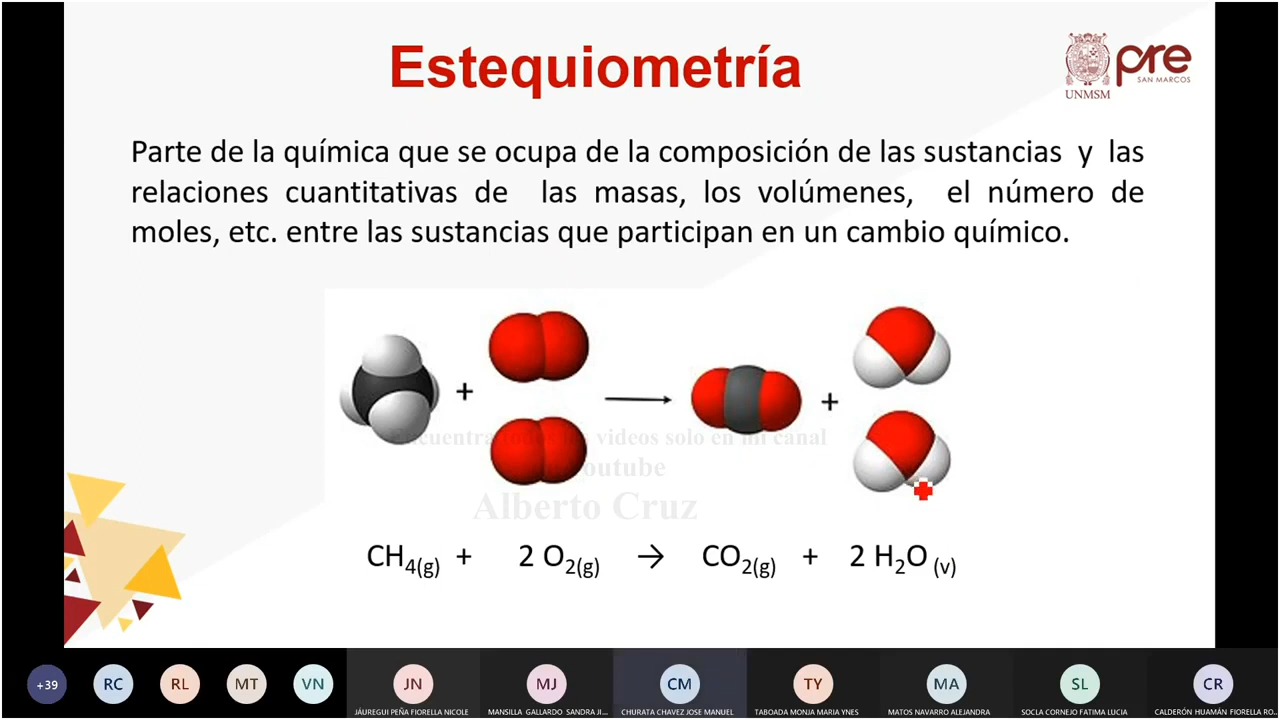 Estequiometría
pre
SAN MARCOS
UNMSM
Parte de la química que se ocupa de la composición de las sustancias y las
relaciones cuantitativas de las masas, los volúmenes, el número de
moles, etc. entre las sustancias que participan en un cambio químico.
+ +
Encuentra todos los videos solo en mi canal
Youtube
Alberto Cruz
CH₄(g) + 2 O₂(g) → CO₂(g) + 2 H₂O (v)
+39 RC RL MT VN JN MJ CM TY MA SL CR
JÁUREGUI PEÑA FIORELLA NICOLE MANSILLA GALLARDO SANDRA JI... CHURATA CHAVEZ JOSE MANUEL TABOADA MONJA MARIA YNES MATOS NAVARRO ALEJANDRA SOCLA CORNEJO FATIMA LUCIA CALDERÓN HUAMÁN FIORELLA RO...